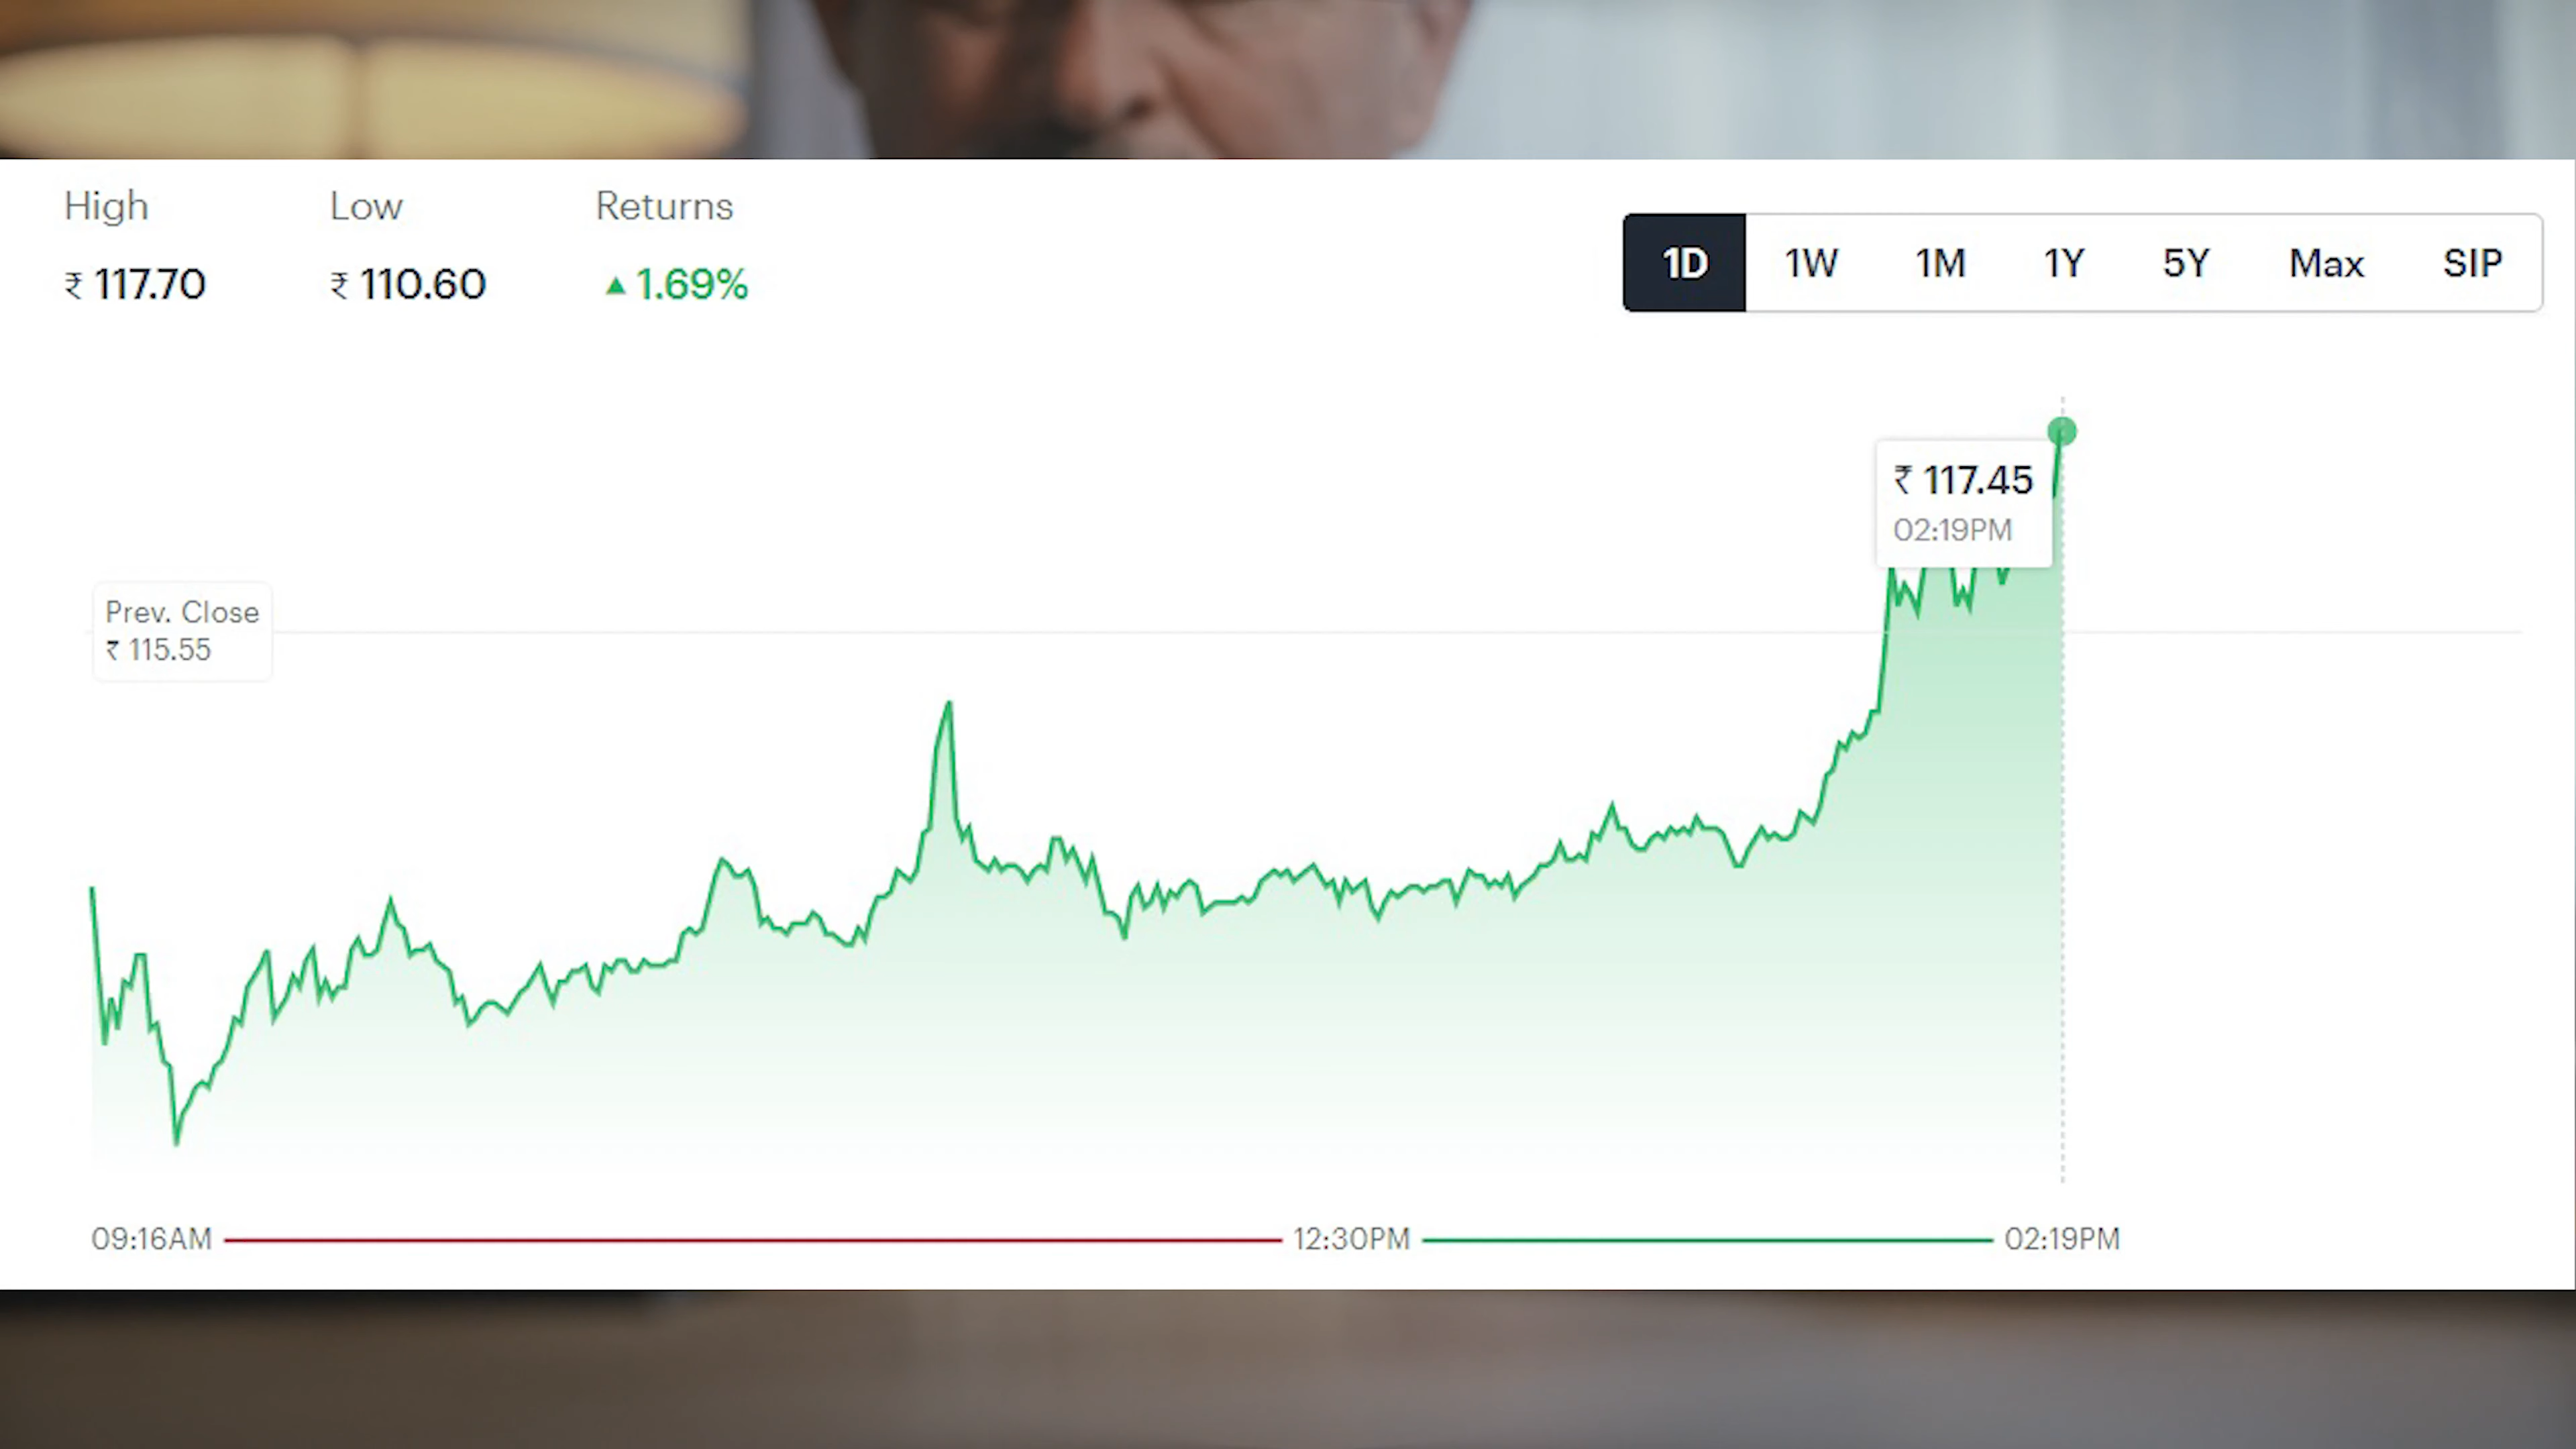 High Low Returns
₹ 117.70 ₹ 110.60 ▲ 1.69%
1D 1W 1M 1Y 5Y Max SIP
₹ 117.45
02:19PM
Prev. Close
₹ 115.55
09:16AM 12:30PM 02:19PM